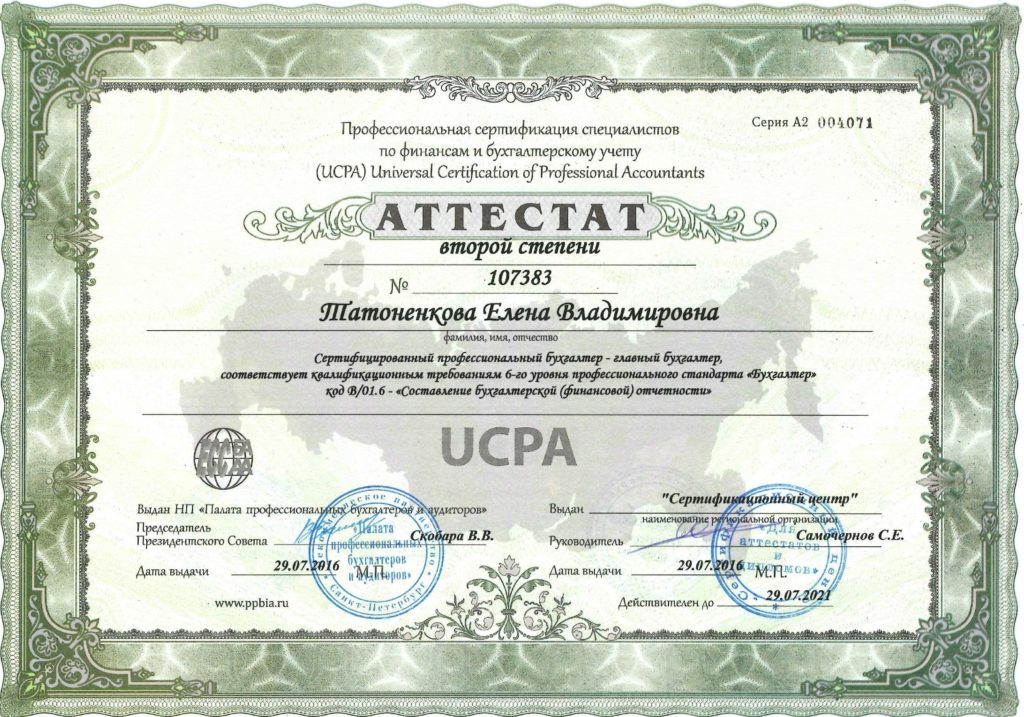 Серия А2 004071
Профессиональная сертификация специалистов
по финансам и бухгалтерскому учету
(UCPA) Universal Certification of Professional Accountants
АТТЕСТАТ
второй степени
№ 107383
Татоненкова Елена Владимировна
фамилия, имя, отчество
Сертифицированный профессиональный бухгалтер - главный бухгалтер,
соответствует квалификационным требованиям 6-го уровня профессионального стандарта «Бухгалтер»
код В/01.6 - «Составление бухгалтерской (финансовой) отчетности»
UCPA
Выдан НП «Палата профессиональных бухгалтеров и аудиторов»
Председатель
Президентского Совета Скобара В.В.
Дата выдачи 29.07.2016 М.П.
www.ppbia.ru
Палата
профессиональных
бухгалтеров
и аудиторов»
Санкт-Петербург
Выдан "Сертификационный центр"
наименование региональной организации
Руководитель Самочернов С.Е.
Дата выдачи 29.07.2016 М.П.
Действителен до 29.07.2021
«Для
аттестатов
и
дипломов»